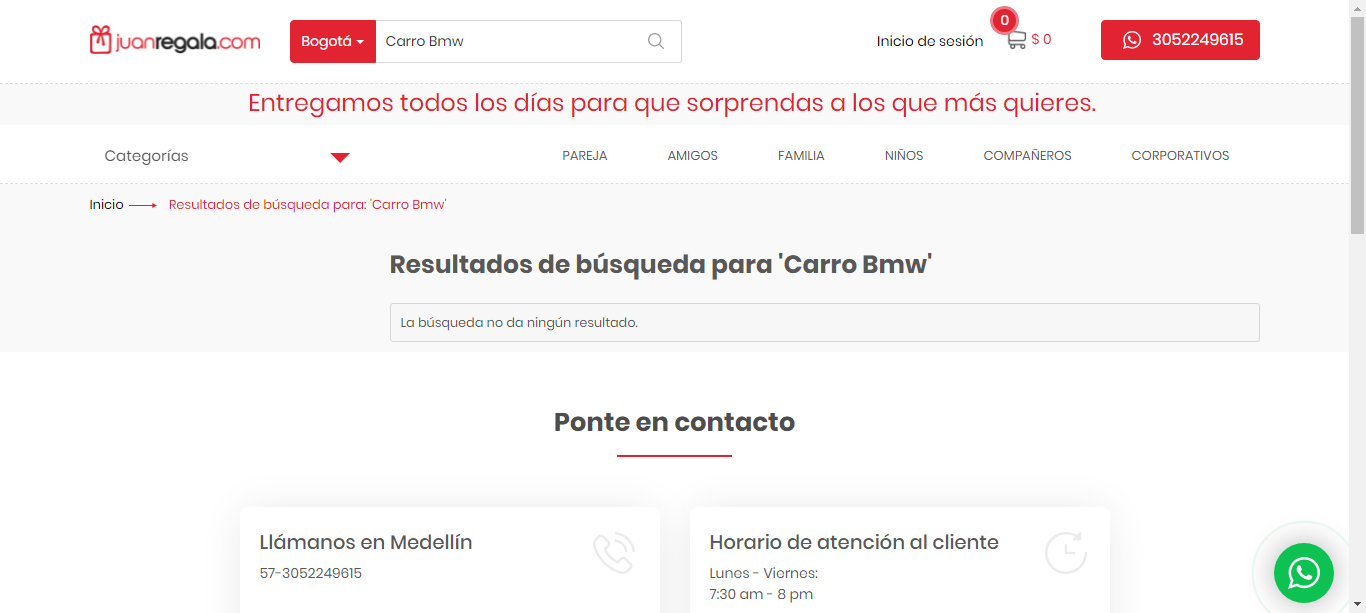 juanregala.com
Bogotá
Carro Bmw
Inicio de sesión
0
$ 0
3052249615
Entregamos todos los días para que sorprendas a los que más quieres.
Categorías
PAREJA
AMIGOS
FAMILIA
NIÑOS
COMPAÑEROS
CORPORATIVOS
Inicio
Resultados de búsqueda para: 'Carro Bmw'
Resultados de búsqueda para 'Carro Bmw'
La búsqueda no da ningún resultado.
Ponte en contacto
Llámanos en Medellín
57-3052249615
Horario de atención al cliente
Lunes - Viernes:
7:30 am - 8 pm